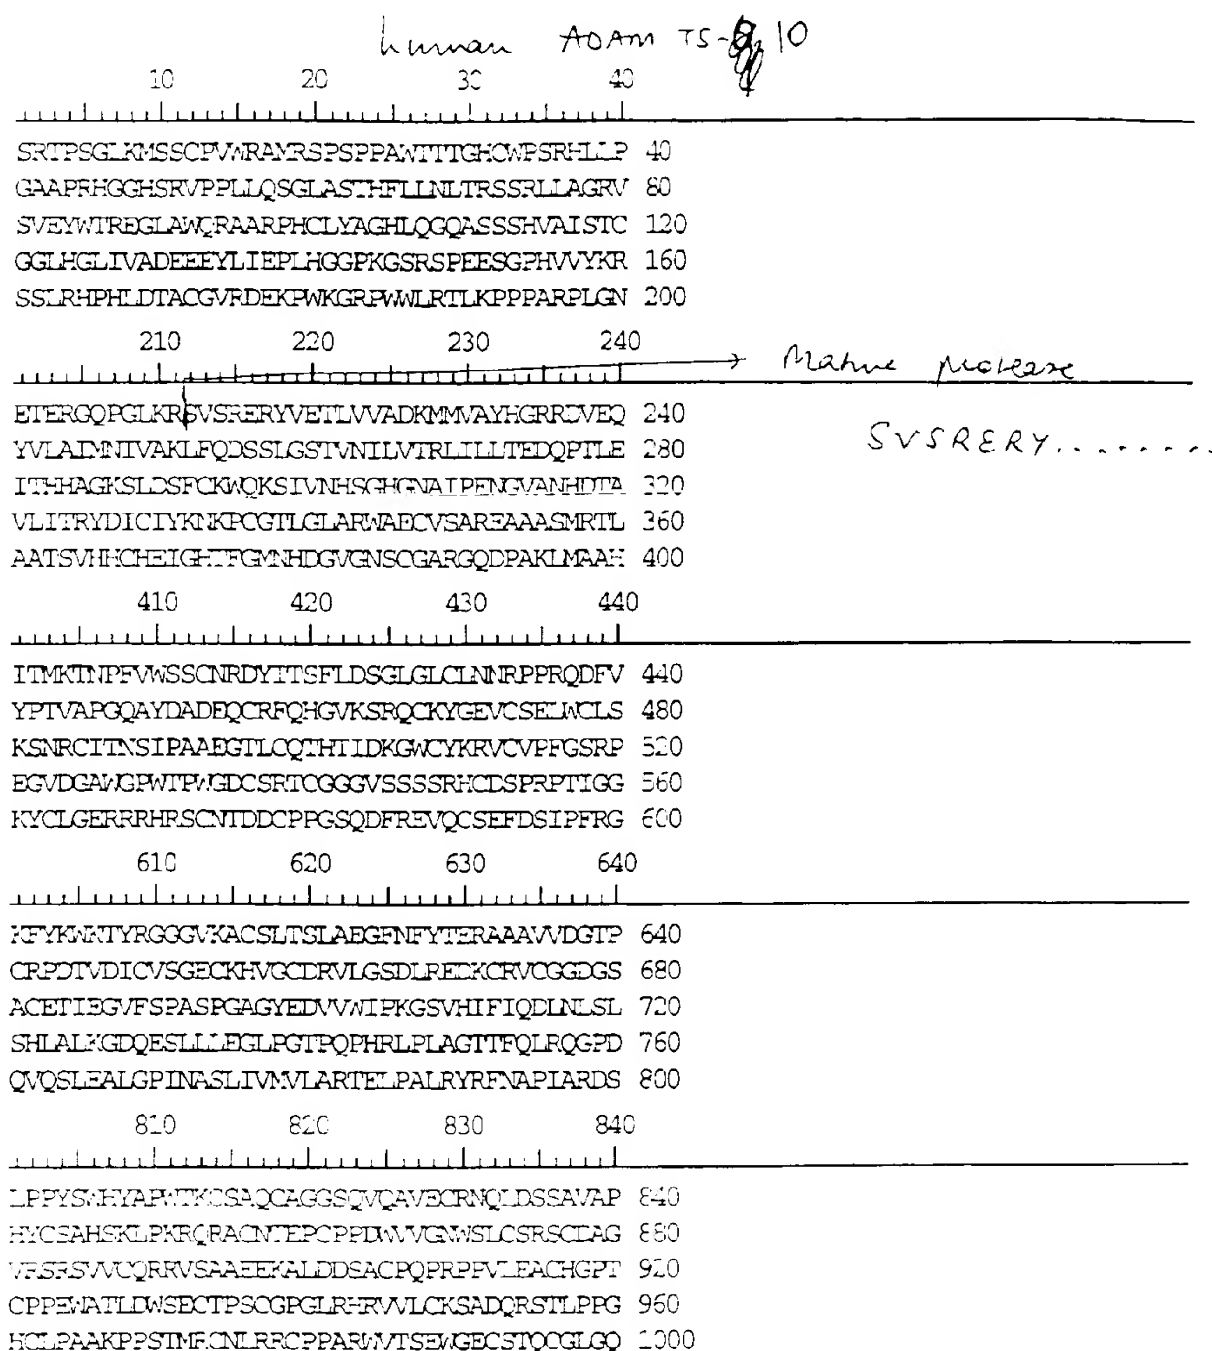 human ADAM TS-10
10 20 30 40
SRTPSGLKMSSCPVWRAMRSPSPPAWTTTGHCWPSRHLLP 40
GAAPRHGGHSRVPPLLQSGLASTHFLLNLTRSSRLLAGRV 80
SVEYWTREGLAWQRAARPHCLYAGHLQGQASSSHVAISTC 120
GGLHGLIVADEEEYLIEPLHGGPKGSRSPEESGPHVVYKR 160
SSLRHPHLDTACGVRDEKPWKGRPWWLRTLKPPPARPLGN 200
210 220 230 240
Mature protease
ETERGQPGLKRSVSRERYVETLVVADKMMVAYHGRRDVEQ 240
SVSRERY.........
YVLAIMNIVAKLFQDSSLGSTVNILVTRLILLTEDQPTLE 280
ITHHAGKSLDSFCKWQKSIVNHSGHGNAIPENGVANHDTA 320
VLITRYDICIYKNKPCGTLGLARWAECVSAREAAASMRTL 360
AATSVHHCHEIGHTFGMNHDGVGNSCGARGQDPAKLMAAH 400
410 420 430 440
ITMKTNPFVWSSCNRDYITSFLDSGLGLCLNNRPPRQDFV 440
YPTVAPGQAYDADEQCRFQHGVKSRQCKYGEVCSELWCLS 480
KSNRCITNSIPAAEGTLCQTHTIDKGWCYKRVCVPFGSRP 520
EGVDGAWGPWTPWGDCSRTCGGGVSSSSRHCDSPRPTIGG 560
KYCLGERRRHRSCNTDDCPPGSQDFREVQCSEFDSIPFRG 600
610 620 630 640
KFYKWKTYRGGGVKACSLTSLAEGFNFYTERAAAVVDGTP 640
CRPDTVDICVSGECKHVGCDRVLGSDLREDKCRVCGGDGS 680
ACETIEGVFSPASPGAGYEDVVWIPKGSVHIFIQDLNLSL 720
SHLALKGDQESLLLEGLPGTPQPHRLPLAGTTFQLRQGPD 760
QVQSLEALGPINASLIVMVLARTELPALRYRFNAPIARDS 800
810 820 830 840
LPPYSWHYAPWTKCSAQCAGGSQVQAVECRNQLDSSAVAP 840
HYCSAHSKLPKRQRACNTEPCPPDWVVGNWSLCSRSCDAG 880
VRSRSVVCQRRVSAAEEKALDDSACPQPRPPVLEACHGPT 920
CPPEWATLDWSECTPSCGPGLRHRVVLCKSADQRSTLPPG 960
HCLPAAKPPSTMRCNLRRCPPARWVTSEWGECSTQCGLGQ 1000